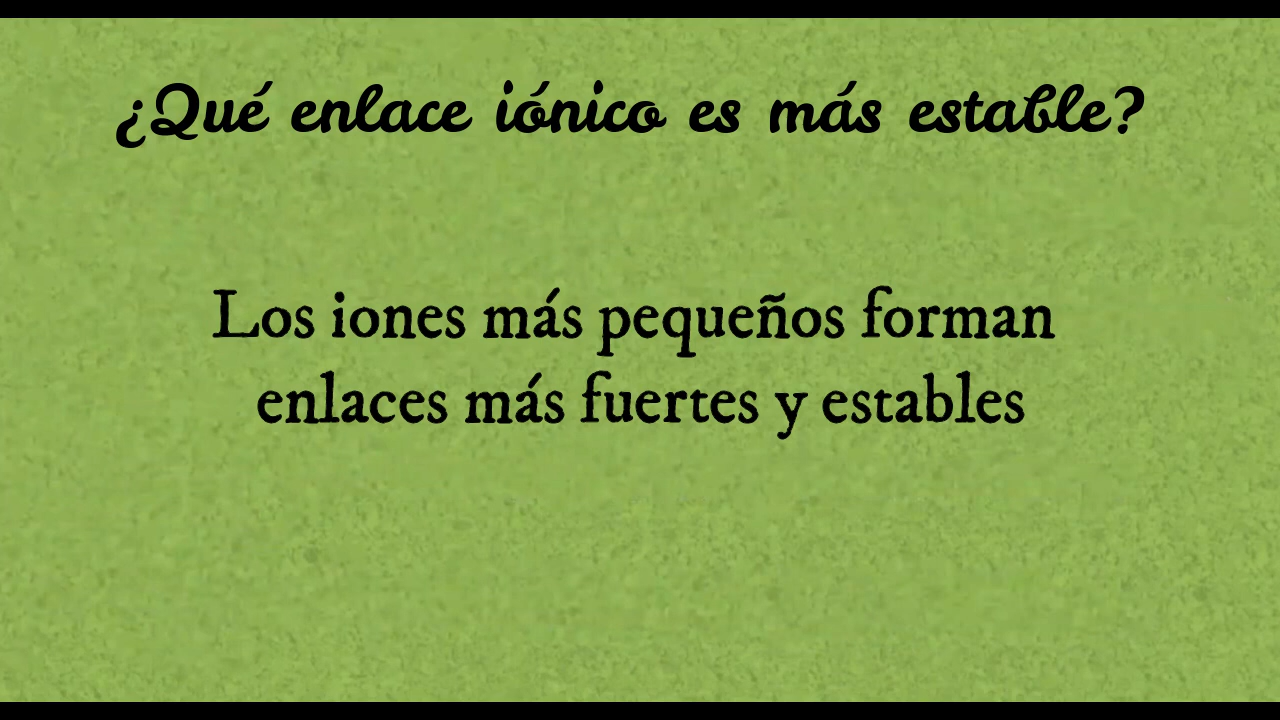 ¿Qué enlace iónico es más estable?
Los iones más pequeños forman
enlaces más fuertes y estables